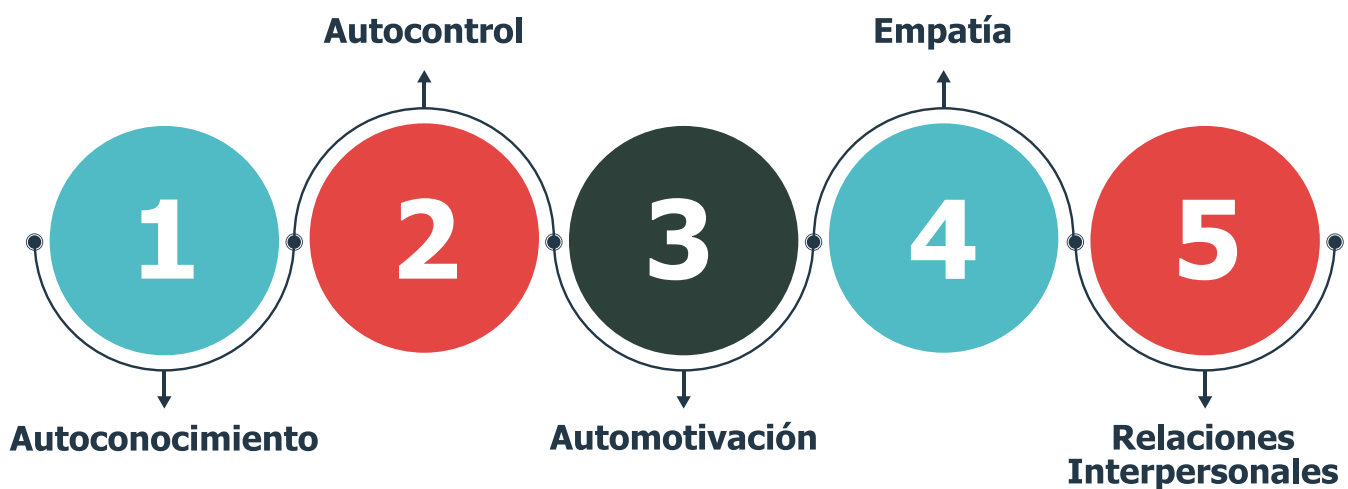 Autocontrol
Empatía
1
2
3
4
5
Autoconocimiento
Automotivación
Relaciones
Interpersonales